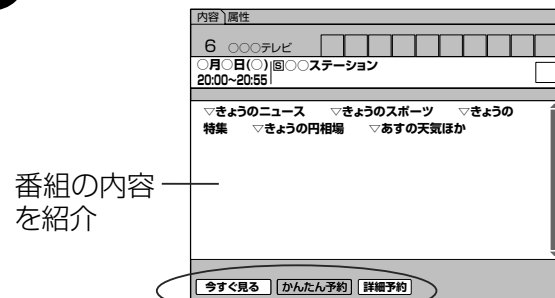 内容 属性
6 ○○○テレビ
○月○日(○) S○○ステーション
20:00~20:55
▽きょうのニュース ▽きょうのスポーツ ▽きょうの
特集 ▽きょうの円相場 ▽あすの天気ほか
番組の内容
を紹介
今すぐ見る かんたん予約 詳細予約